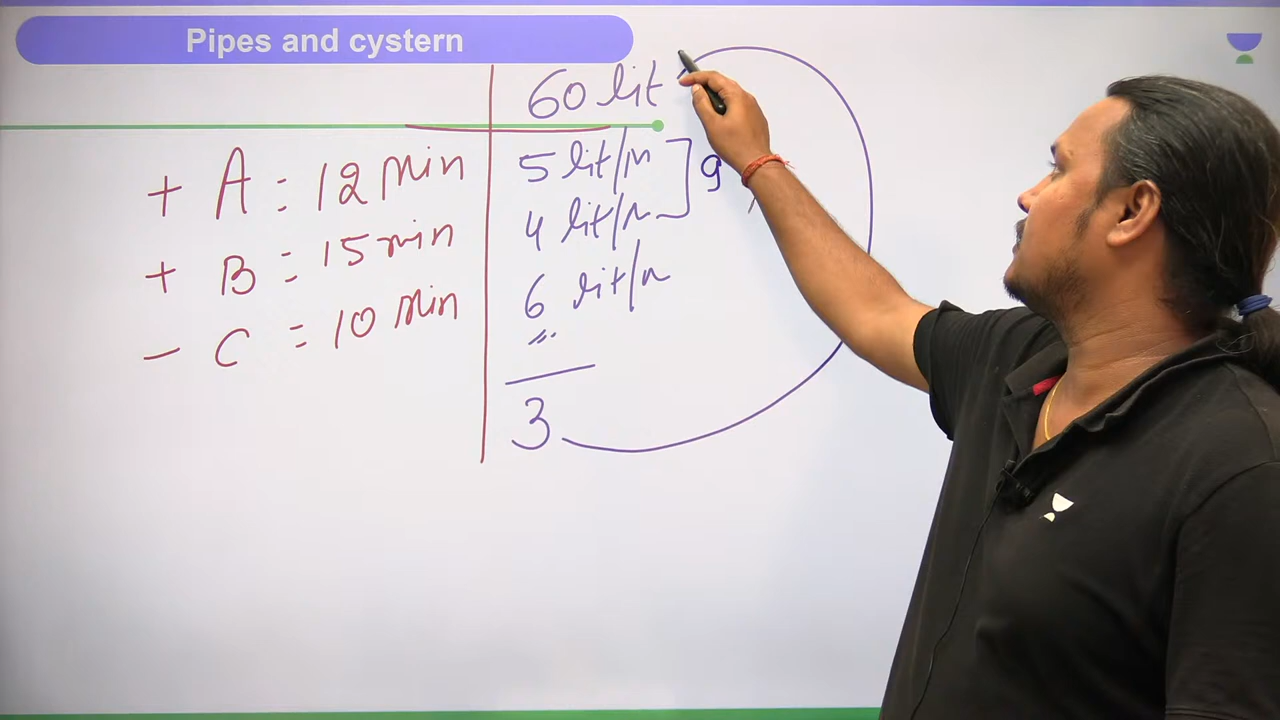 Pipes and cystern
60 lit
+ A = 12 Min 5 lit/m ] 9
+ B = 15 min 4 lit/m
- C = 10 Min 6 lit/m
3